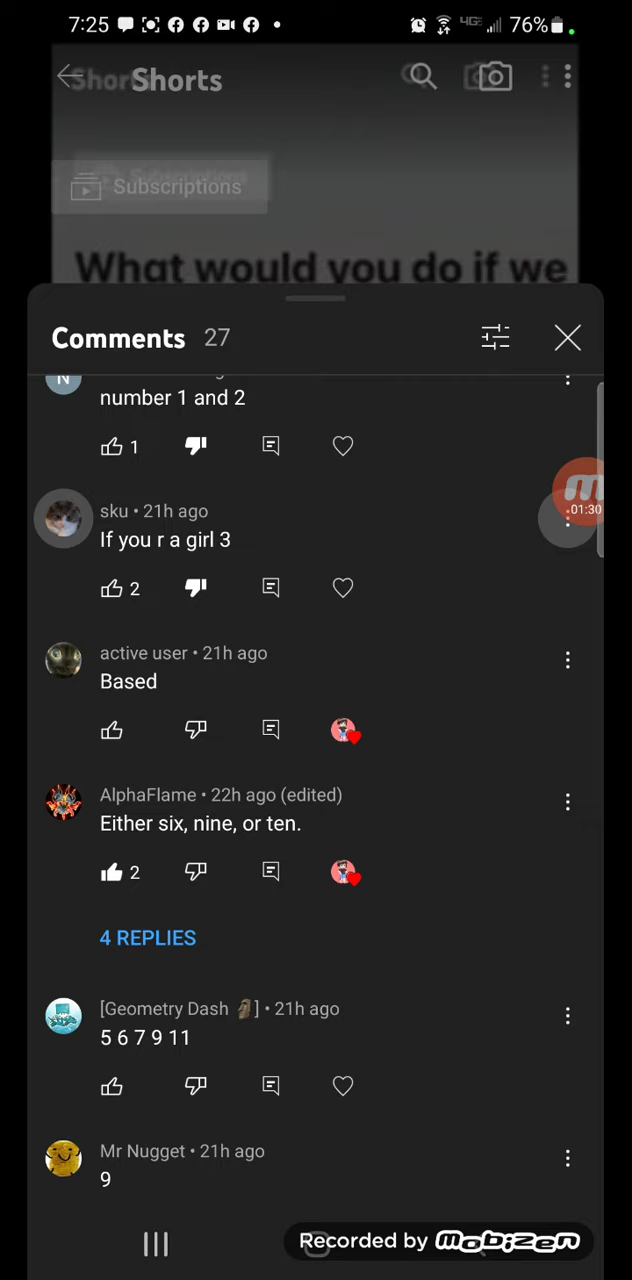 7:25 4GE 76%
Shorts
Subscriptions
What would you do if we
Comments 27
N
number 1 and 2
1
sku • 21h ago
01:30
If you r a girl 3
2
active user • 21h ago
Based
AlphaFlame • 22h ago (edited)
Either six, nine, or ten.
2
4 REPLIES
[Geometry Dash 🗿] • 21h ago
5 6 7 9 11
Mr Nugget • 21h ago
9
Recorded by mobizen